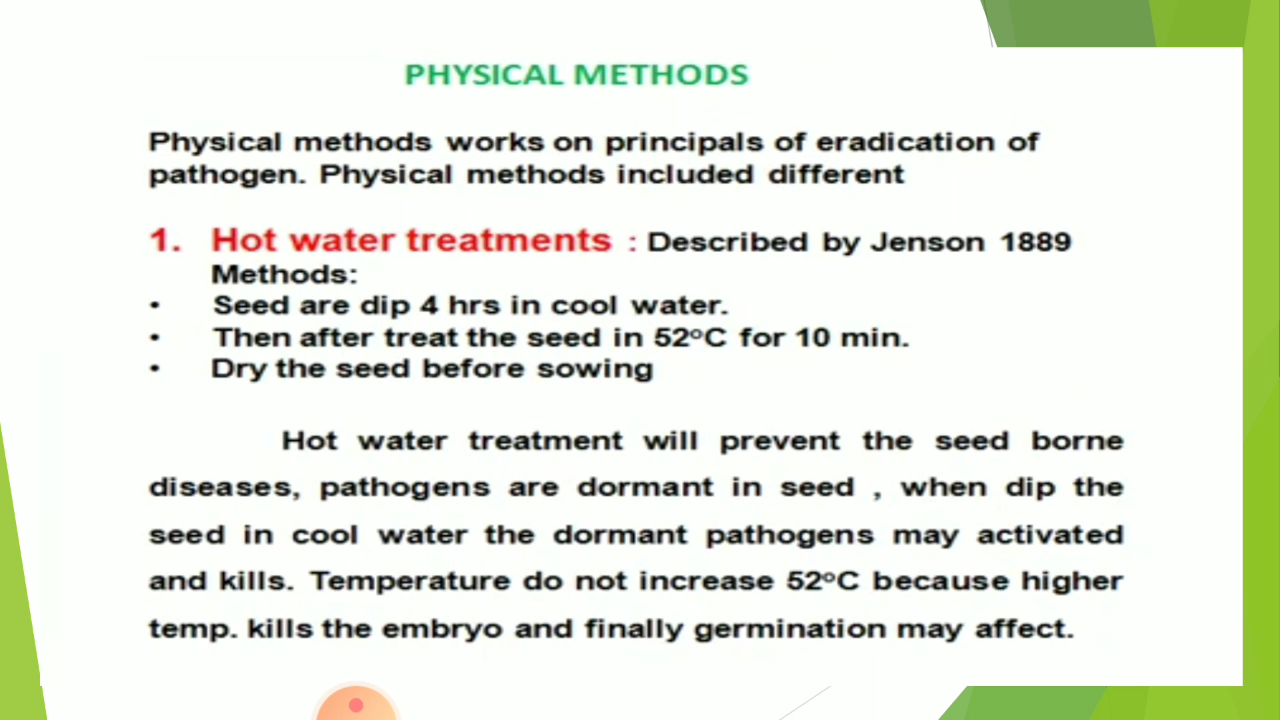 PHYSICAL METHODS
Physical methods works on principals of eradication of
pathogen. Physical methods included different
1. Hot water treatments : Described by Jenson 1889
Methods:
• Seed are dip 4 hrs in cool water.
• Then after treat the seed in 52°C for 10 min.
• Dry the seed before sowing
Hot water treatment will prevent the seed borne
diseases, pathogens are dormant in seed , when dip the
seed in cool water the dormant pathogens may activated
and kills. Temperature do not increase 52°C because higher
temp. kills the embryo and finally germination may affect.